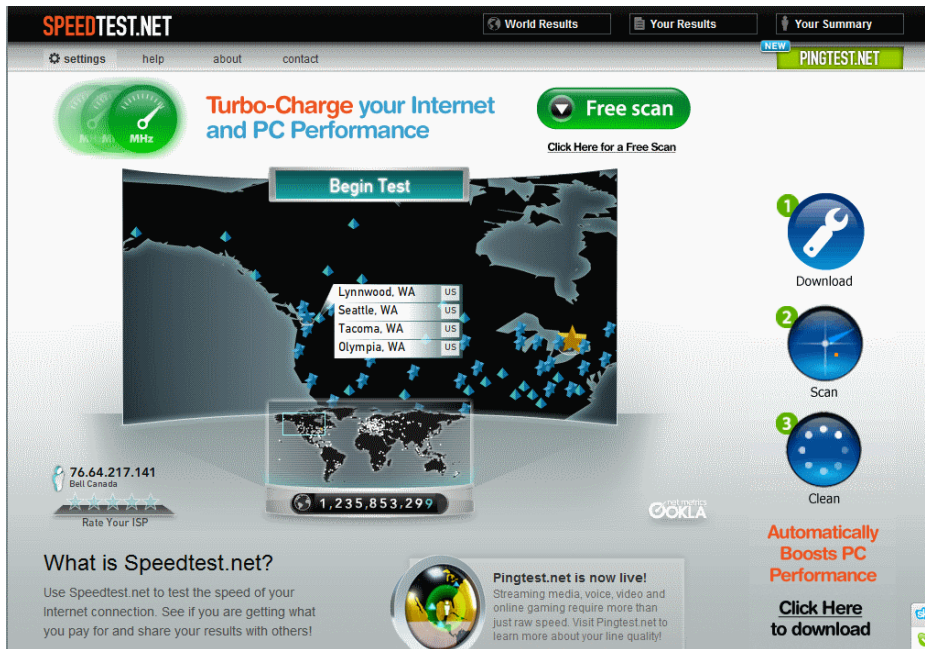 SPEEDTEST.NET
World Results
Your Results
Your Summary
settings
help
about
contact
NEW
PINGTEST.NET
MHz
Turbo-Charge your Internet
and PC Performance
Free scan
Click Here for a Free Scan
Begin Test
Lynnwood, WA US
Seattle, WA US
Tacoma, WA US
Olympia, WA US
1
Download
2
Scan
3
Clean
76.64.217.141
Bell Canada
Rate Your ISP
1,235,853,299
net metrics
OOKLA
Automatically
Boosts PC
Performance
Click Here
to download
What is Speedtest.net?
Use Speedtest.net to test the speed of your
Internet connection. See if you are getting what
you pay for and share your results with others!
Pingtest.net is now live!
Streaming media, voice, video and
online gaming require more than
just raw speed. Visit Pingtest.net to
learn more about your line quality!